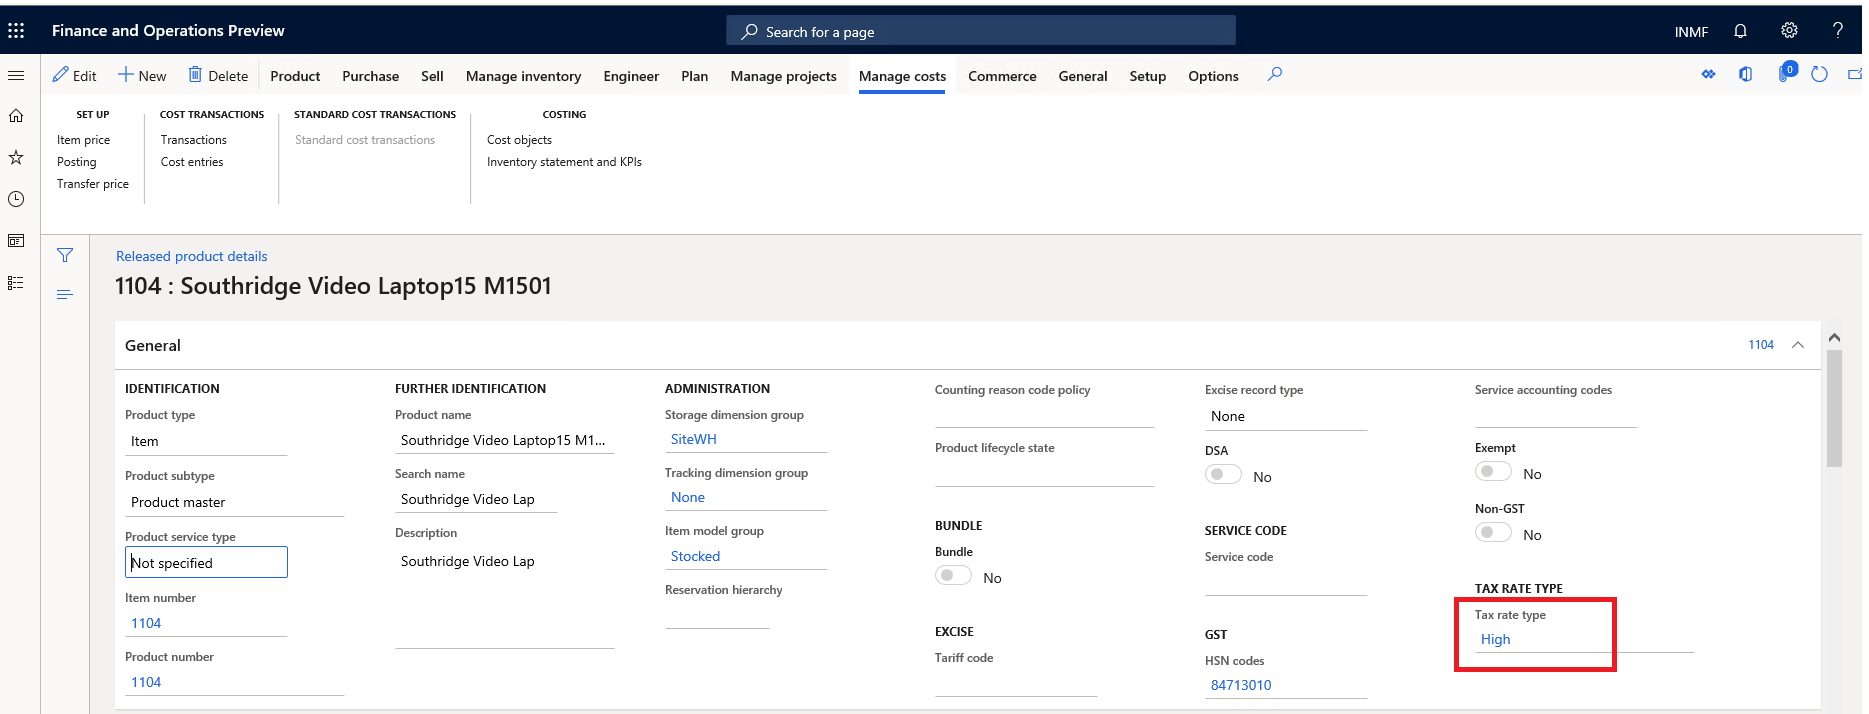 Finance and Operations Preview
Search for a page
INMF
?
Edit
New
Delete
Product
Purchase
Sell
Manage inventory
Engineer
Plan
Manage projects
Manage costs
Commerce
General
Setup
Options
0
SET UP
Item price
Posting
Transfer price
COST TRANSACTIONS
Transactions
Cost entries
STANDARD COST TRANSACTIONS
Standard cost transactions
COSTING
Cost objects
Inventory statement and KPIs
Released product details
1104 : Southridge Video Laptop15 M1501
General
1104
IDENTIFICATION
Product type
Item
Product subtype
Product master
Product service type
Not specified
Item number
1104
Product number
1104
FURTHER IDENTIFICATION
Product name
Southridge Video Laptop15 M1...
Search name
Southridge Video Lap
Description
Southridge Video Lap
ADMINISTRATION
Storage dimension group
SiteWH
Tracking dimension group
None
Item model group
Stocked
Reservation hierarchy
Counting reason code policy
Product lifecycle state
BUNDLE
Bundle
No
EXCISE
Tariff code
Excise record type
None
DSA
No
SERVICE CODE
Service code
GST
HSN codes
84713010
Service accounting codes
Exempt
No
Non-GST
No
TAX RATE TYPE
Tax rate type
High